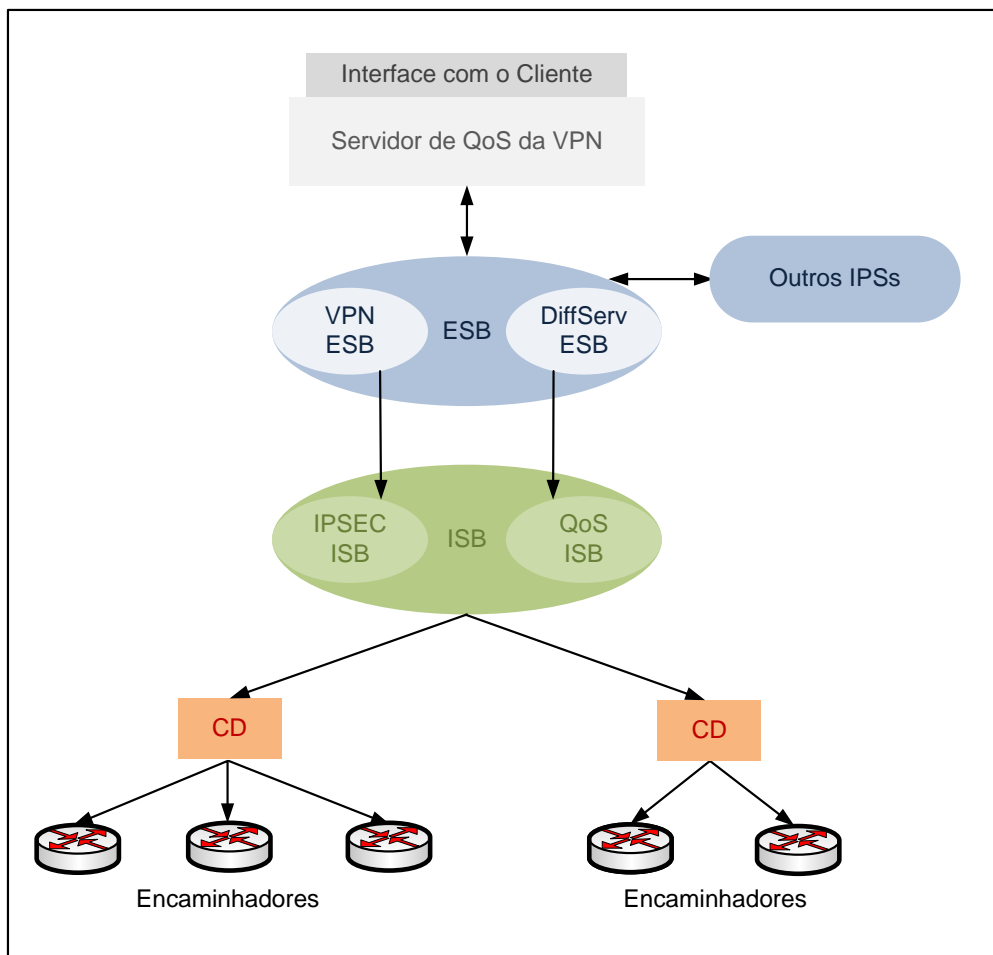 Interface com o Cliente
Servidor de QoS da VPN
Outros IPSs
VPN
ESB
ESB
DiffServ
ESB
IPSEC
ISB
ISB
QoS
ISB
CD
CD
Encaminhadores
Encaminhadores